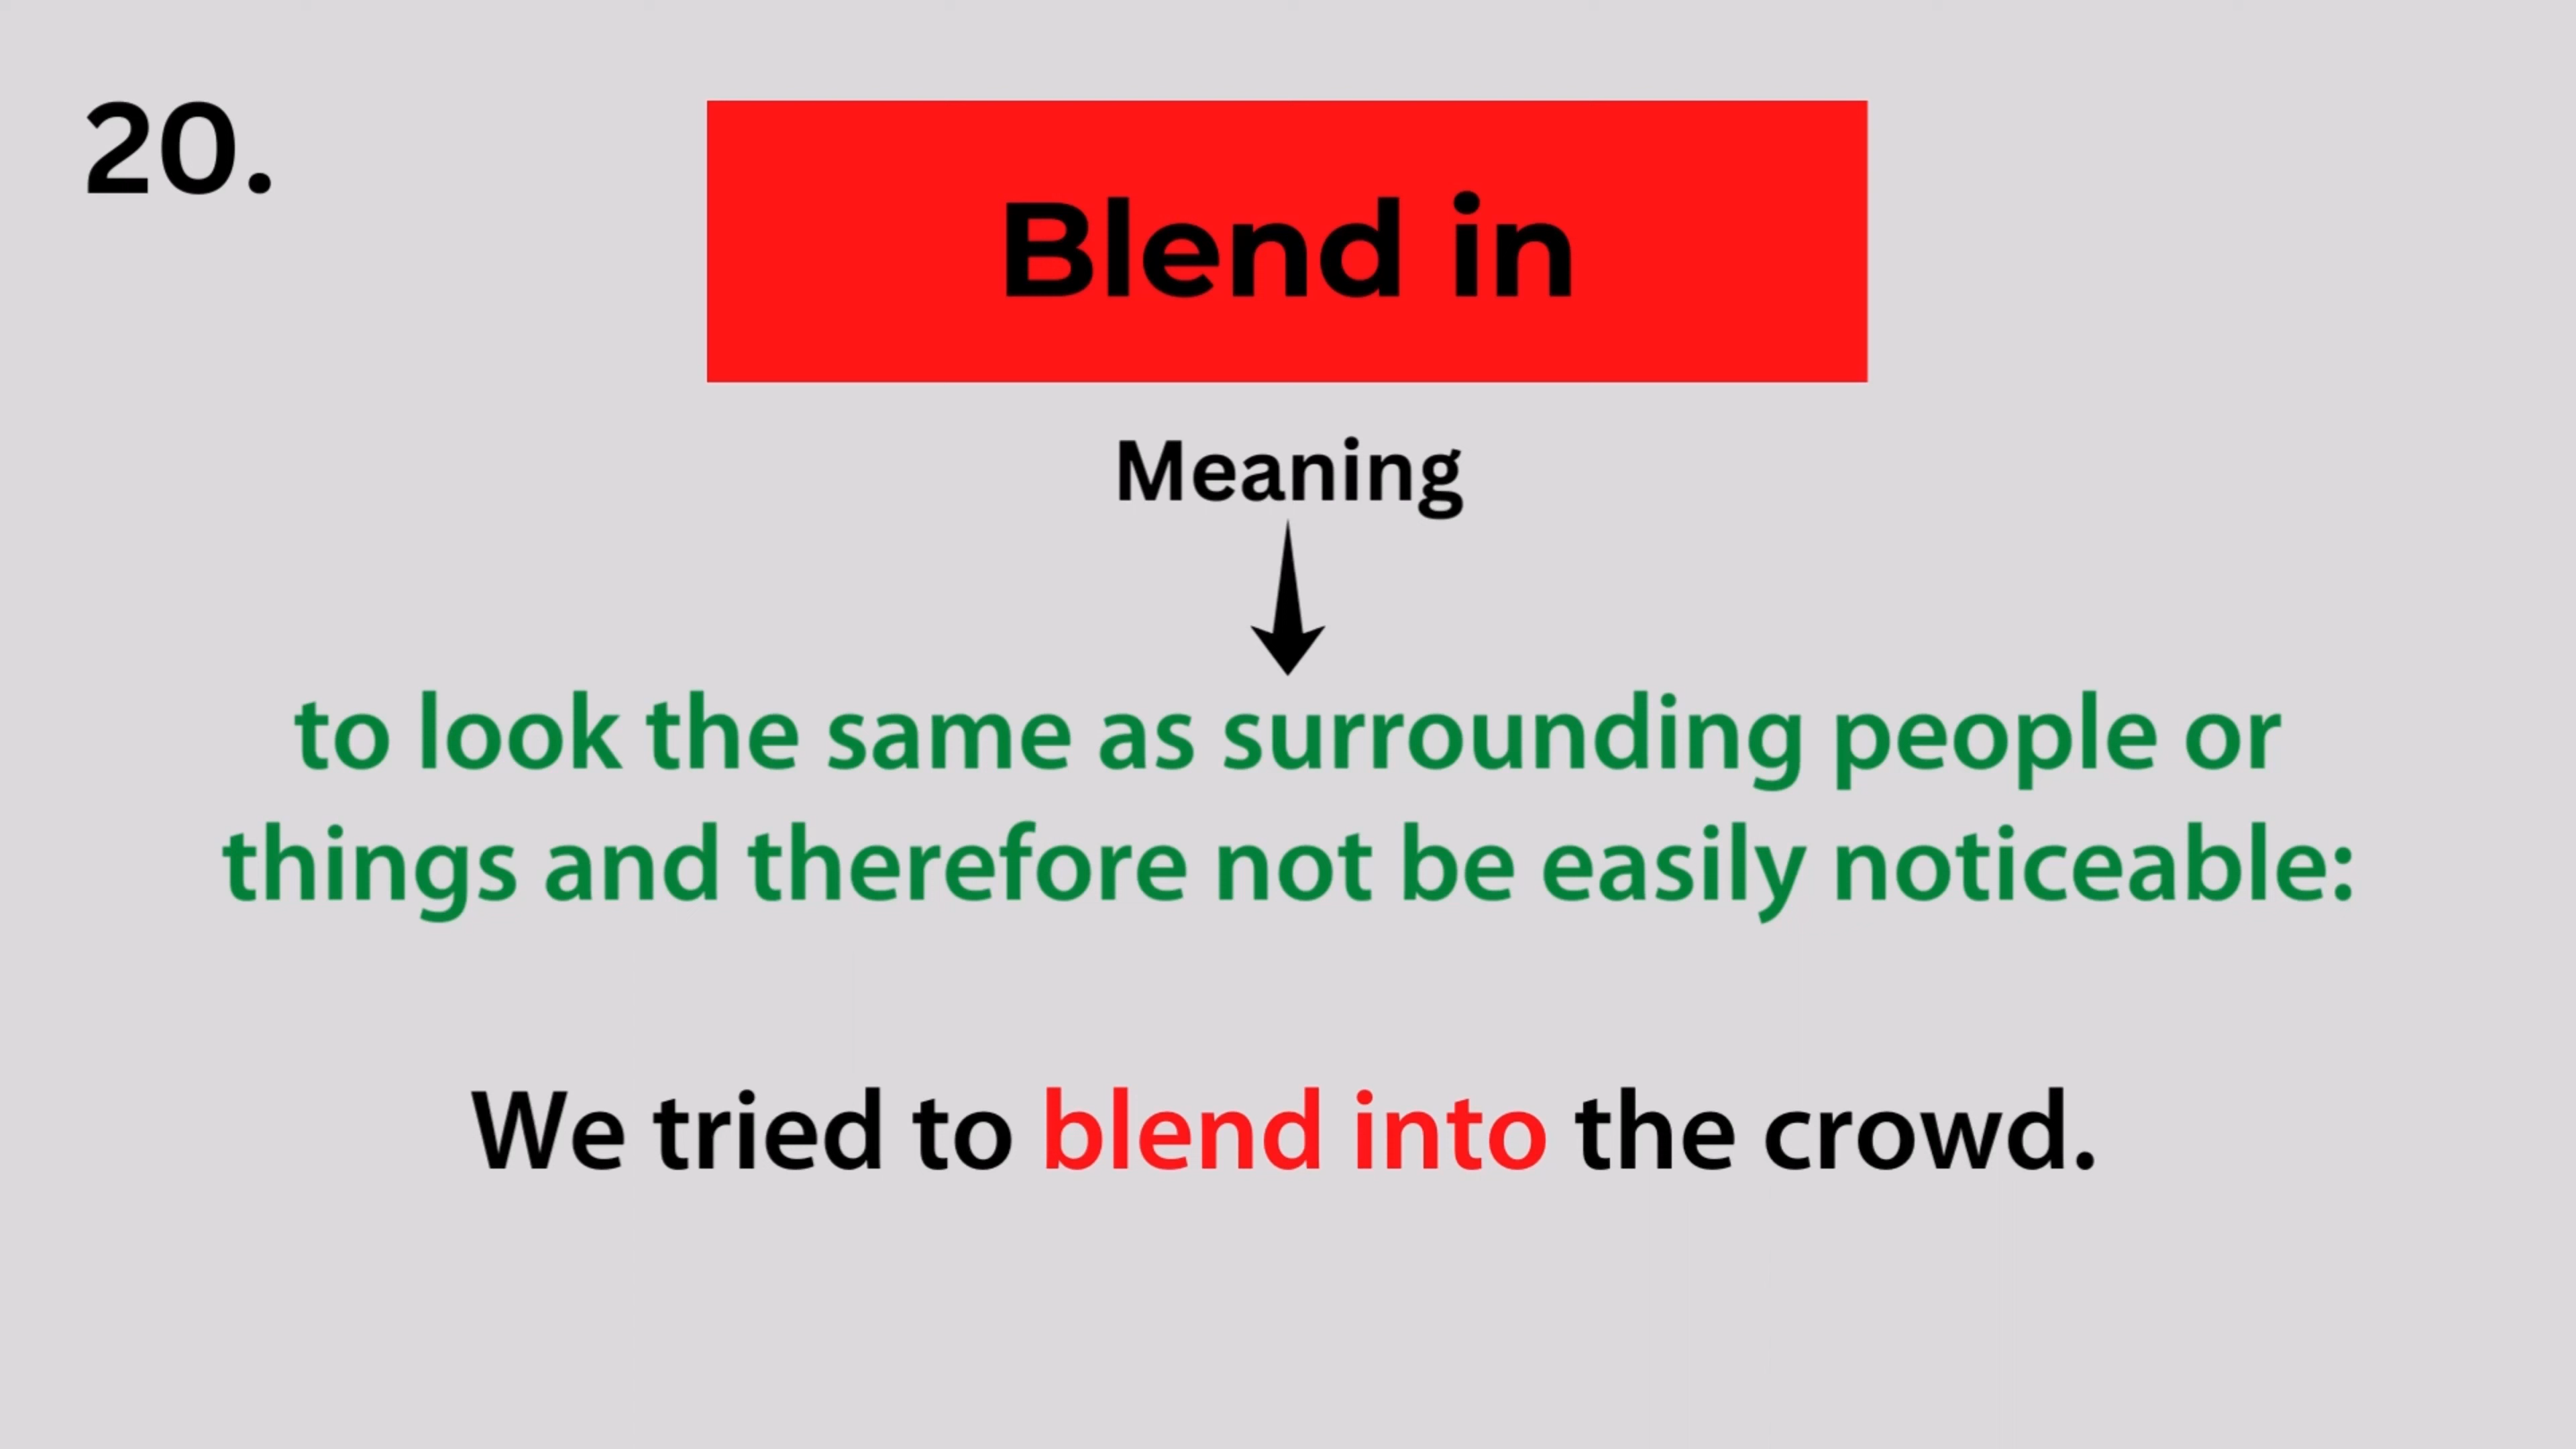 20.
Blend in
Meaning
to look the same as surrounding people or
things and therefore not be easily noticeable:
We tried to blend into the crowd.